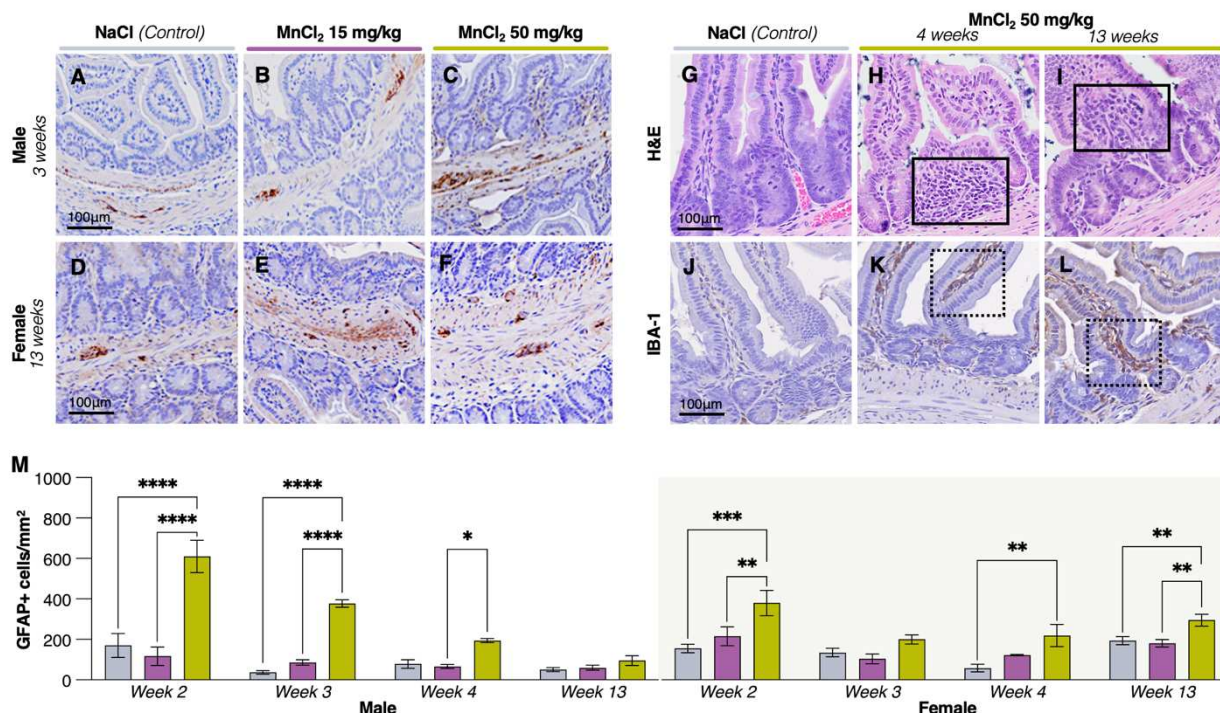 NaCl (Control)
MnCl₂ 15 mg/kg
MnCl₂ 50 mg/kg
NaCl (Control)
MnCl₂ 50 mg/kg
4 weeks
13 weeks
Male
3 weeks
A
B
C
100μm
H&E
G
H
I
100μm
Female
13 weeks
D
E
F
100μm
IBA-1
J
K
L
100μm
M
GFAP+ cells/mm²
1000
800
600
400
200
0
****
****
****
****
*
***
**
**
**
**
Week 2
Week 3
Week 4
Week 13
Week 2
Week 3
Week 4
Week 13
Male
Female